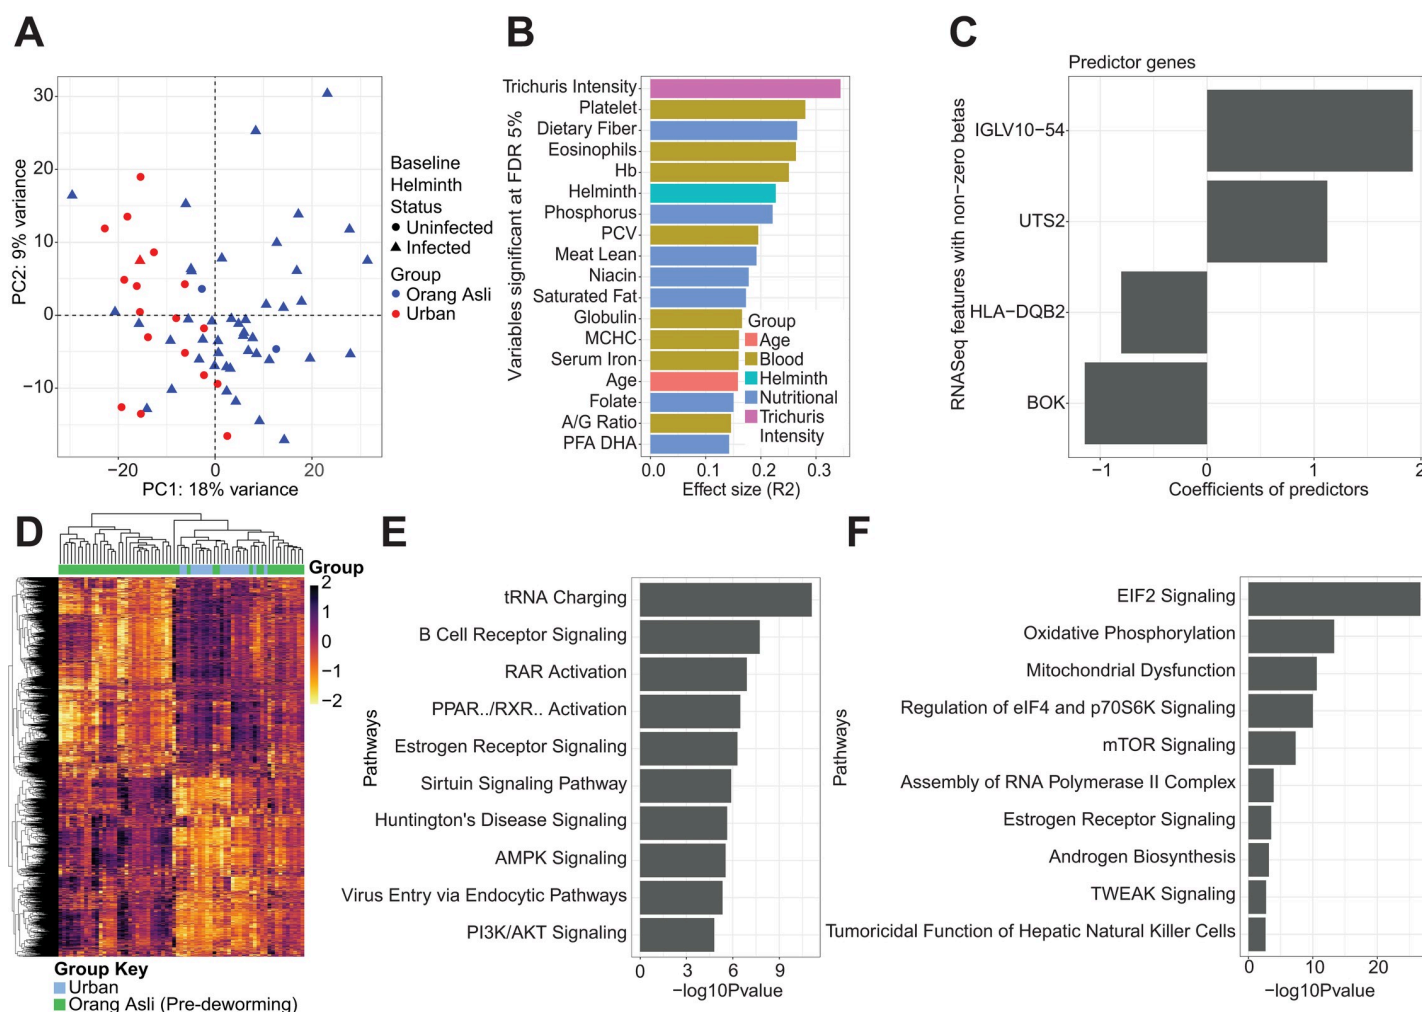 A
PC2: 9% variance
30
20
10
0
−10
−20
0
20
PC1: 18% variance
Baseline
Helminth
Status
Uninfected
Infected
Group
Orang Asli
Urban
B
Variables significant at FDR 5%
Trichuris Intensity
Platelet
Dietary Fiber
Eosinophils
Hb
Helminth
Phosphorus
PCV
Meat Lean
Niacin
Saturated Fat
Globulin
MCHC
Serum Iron
Age
Folate
A/G Ratio
PFA DHA
0.0
0.1
0.2
0.3
Effect size (R2)
Group
Age
Blood
Helminth
Nutritional
Trichuris
Intensity
C
Predictor genes
RNASeq features with non−zero betas
IGLV10−54
UTS2
HLA−DQB2
BOK
−1
0
1
2
Coefficients of predictors
D
Group
2
1
0
−1
−2
Group Key
Urban
Orang Asli (Pre-deworming)
E
Pathways
tRNA Charging
B Cell Receptor Signaling
RAR Activation
PPAR../RXR.. Activation
Estrogen Receptor Signaling
Sirtuin Signaling Pathway
Huntington's Disease Signaling
AMPK Signaling
Virus Entry via Endocytic Pathways
PI3K/AKT Signaling
0
3
6
9
−log10Pvalue
F
Pathways
EIF2 Signaling
Oxidative Phosphorylation
Mitochondrial Dysfunction
Regulation of eIF4 and p70S6K Signaling
mTOR Signaling
Assembly of RNA Polymerase II Complex
Estrogen Receptor Signaling
Androgen Biosynthesis
TWEAK Signaling
Tumoricidal Function of Hepatic Natural Killer Cells
0
10
20
−log10Pvalue